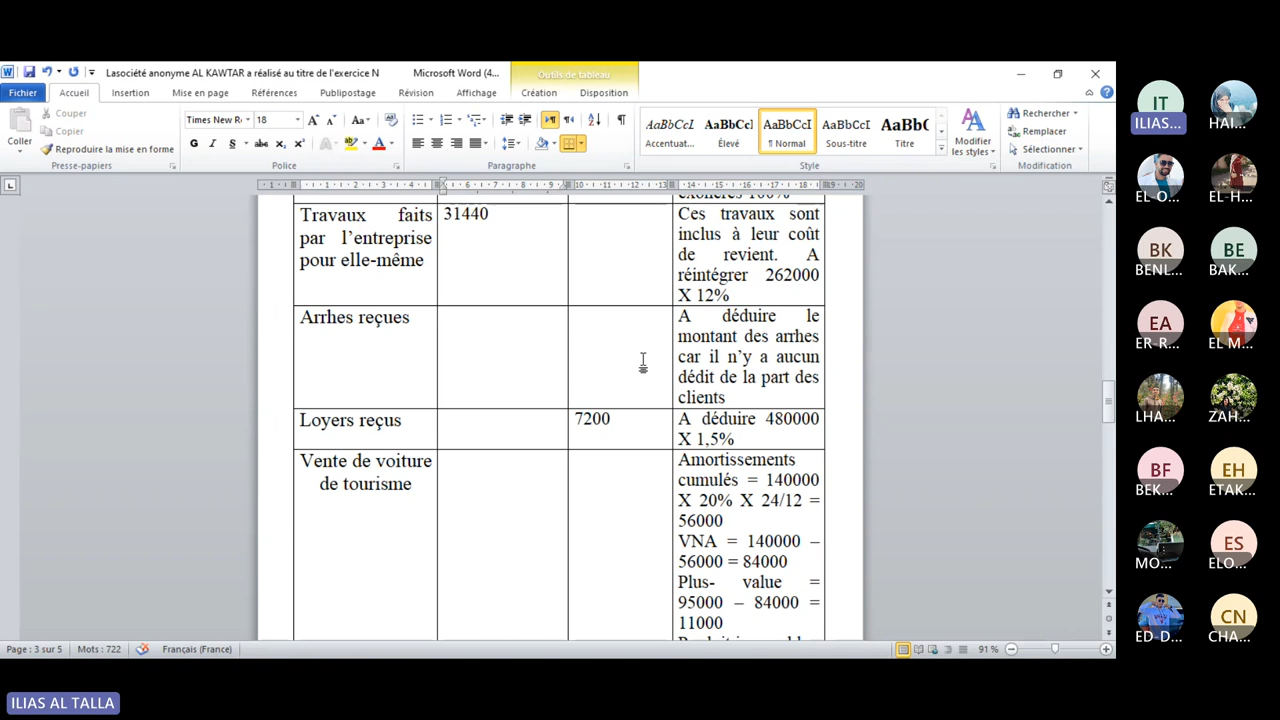 Lasociété anonyme AL KAWTAR a réalisé au titre de l'exercice N
Microsoft Word (4...
Outils de tableau
Fichier
Accueil
Insertion
Mise en page
Références
Publipostage
Révision
Affichage
Création
Disposition
Coller
Couper
Copier
Reproduire la mise en forme
Presse-papiers
Times New R
18
Police
Paragraphe
AaBbCcI
Accentuat...
AaBbCc
Élevé
AaBbCcI
¶ Normal
AaBbCcI
Sous-titre
AaBb(
Titre
Style
Modifier
les styles
Rechercher
Remplacer
Sélectionner
Modification
Travaux faits
par l'entreprise
pour elle-même
31440
Ces travaux sont
inclus à leur coût
de revient. A
réintégrer 262000
X 12%
Arrhes reçues
A déduire le
montant des arrhes
car il n'y a aucun
dédit de la part des
clients
Loyers reçus
7200
A déduire 480000
X 1,5%
Vente de voiture
de tourisme
Amortissements
cumulés = 140000
X 20% X 24/12 =
56000
VNA = 140000 –
56000 = 84000
Plus- value =
95000 – 84000 =
11000
Page : 3 sur 5
Mots : 722
Français (France)
91 %
IT
ILIAS...
HAI...
EL-O...
EL-H...
BK
BENL...
BE
BAK...
EA
ER-R...
EL M...
LHA...
ZAH...
BF
BEK...
EH
ETAK...
MO...
ES
ELO...
ED-D...
CN
CHA...
ILIAS AL TALLA